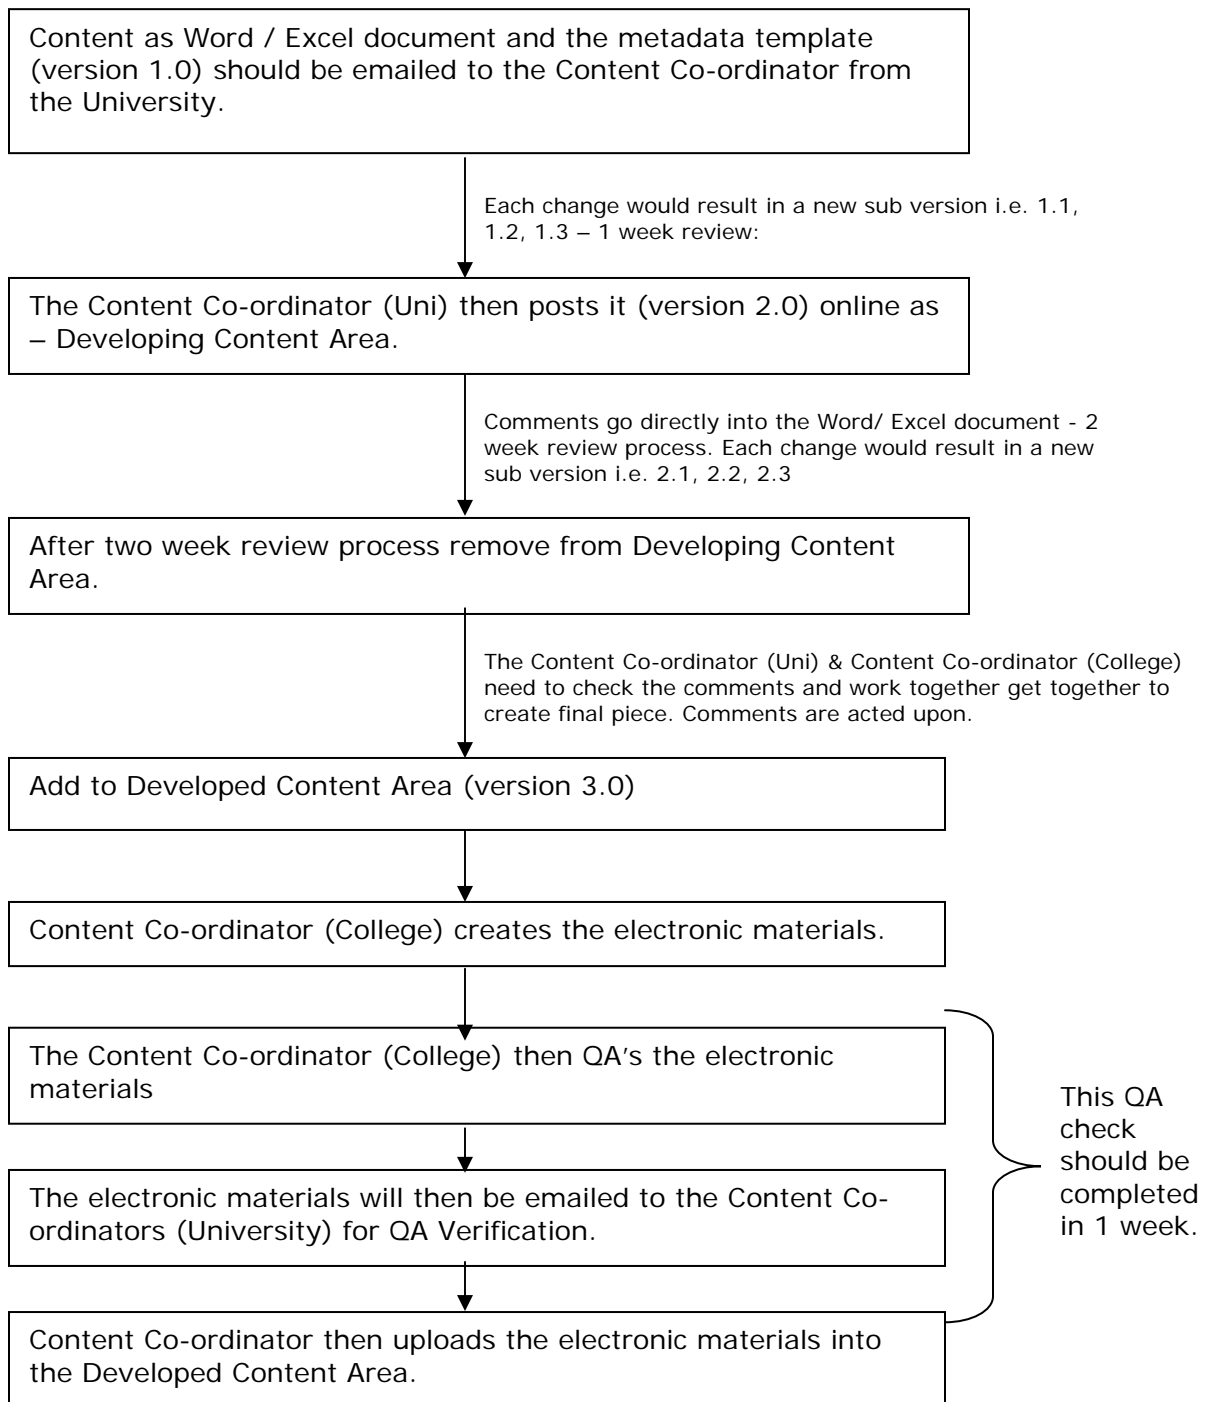 Content as Word / Excel document and the metadata template
(version 1.0) should be emailed to the Content Co-ordinator from
the University.
Each change would result in a new sub version i.e. 1.1,
1.2, 1.3 – 1 week review:
The Content Co-ordinator (Uni) then posts it (version 2.0) online as
– Developing Content Area.
Comments go directly into the Word/ Excel document - 2
week review process. Each change would result in a new
sub version i.e. 2.1, 2.2, 2.3
After two week review process remove from Developing Content
Area.
The Content Co-ordinator (Uni) & Content Co-ordinator (College)
need to check the comments and work together get together to
create final piece. Comments are acted upon.
Add to Developed Content Area (version 3.0)
Content Co-ordinator (College) creates the electronic materials.
The Content Co-ordinator (College) then QA’s the electronic
materials
The electronic materials will then be emailed to the Content Co-
ordinators (University) for QA Verification.
Content Co-ordinator then uploads the electronic materials into
the Developed Content Area.
This QA
check
should be
completed
in 1 week.